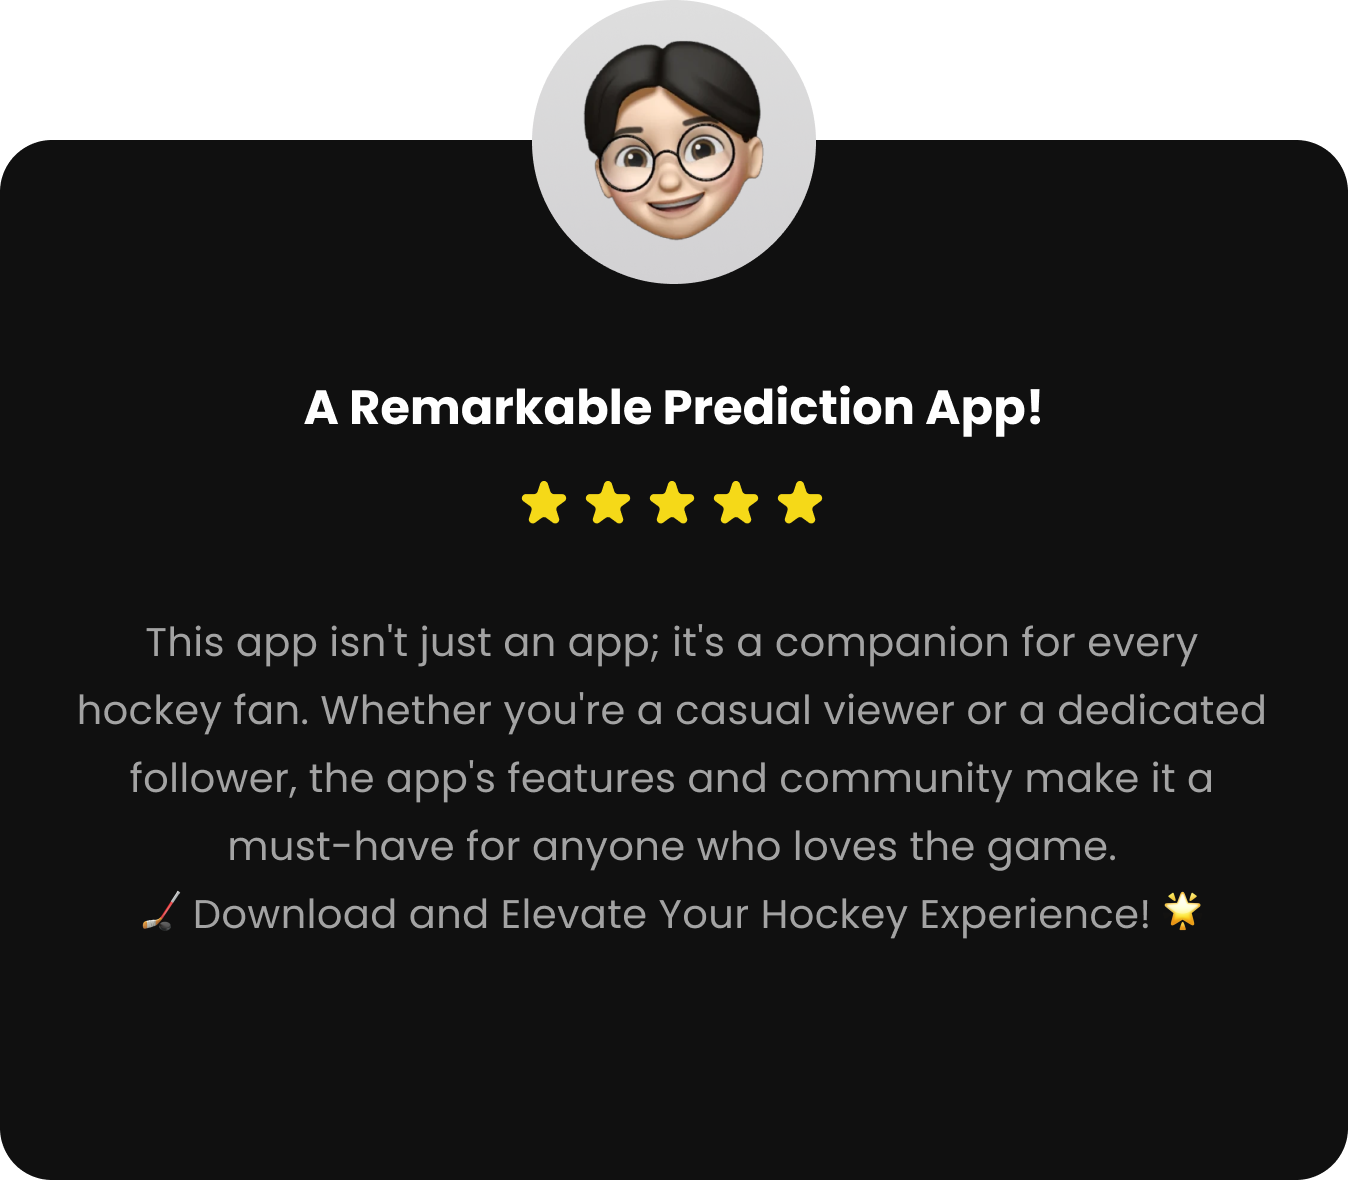 A Remarkable Prediction App!
This app isn't just an app; it's a companion for every
hockey fan. Whether you're a casual viewer or a dedicated
follower, the app's features and community make it a
must-have for anyone who loves the game.
🏒 Download and Elevate Your Hockey Experience! 🌟